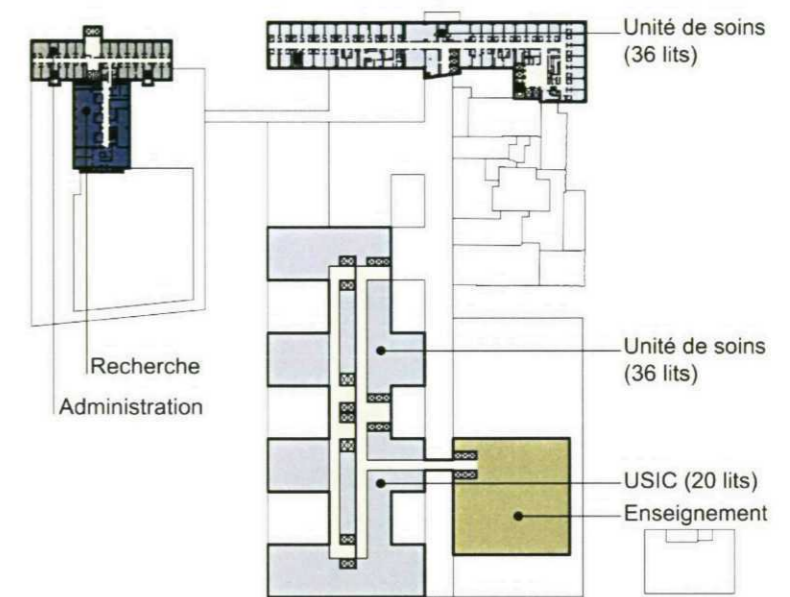 Unité de soins
(36 lits)
Recherche
Administration
Unité de soins
(36 lits)
USIC (20 lits)
Enseignement